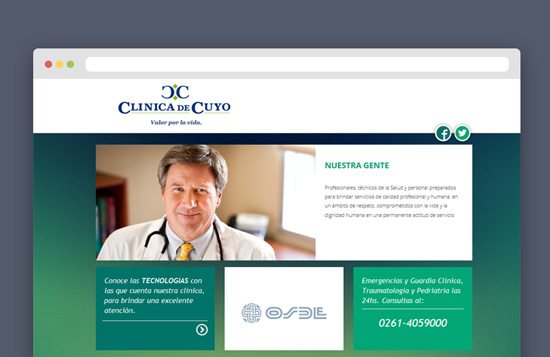 CLINICA DE CUYO
Valor por la vida.
NUESTRA GENTE
Profesionales, técnicos de la Salud y personal preparados
para brindar servicios de calidad profesional y humana; en
un ámbito de respeto, comprometidos con la vida y la
dignidad humana en una permanente actitud de servicio
Conoce las TECNOLOGIAS con
las que cuenta nuestra clínica,
para brindar una excelente
atención.
OSDE
Emergencias y Guardia Clínica,
Traumatología y Pedriatría las
24hs. Consultas al:
0261-4059000